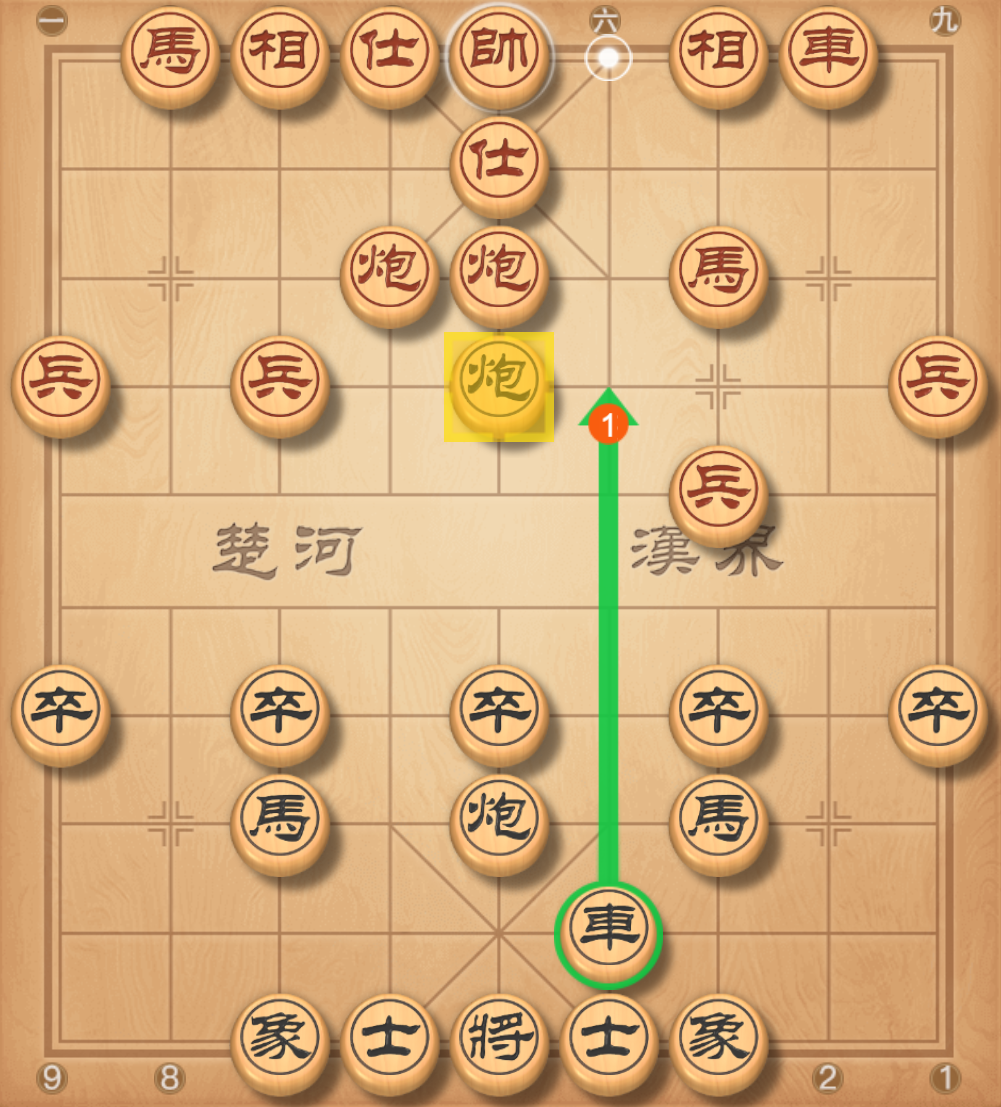 一 六 九
馬 相 仕 帥 相 車
仕
炮 炮 馬
兵 兵 炮 兵
1
兵
楚河 漢界
卒 卒 卒 卒 卒
馬 炮 馬
車
象 士 將 士 象
9 8 2 1